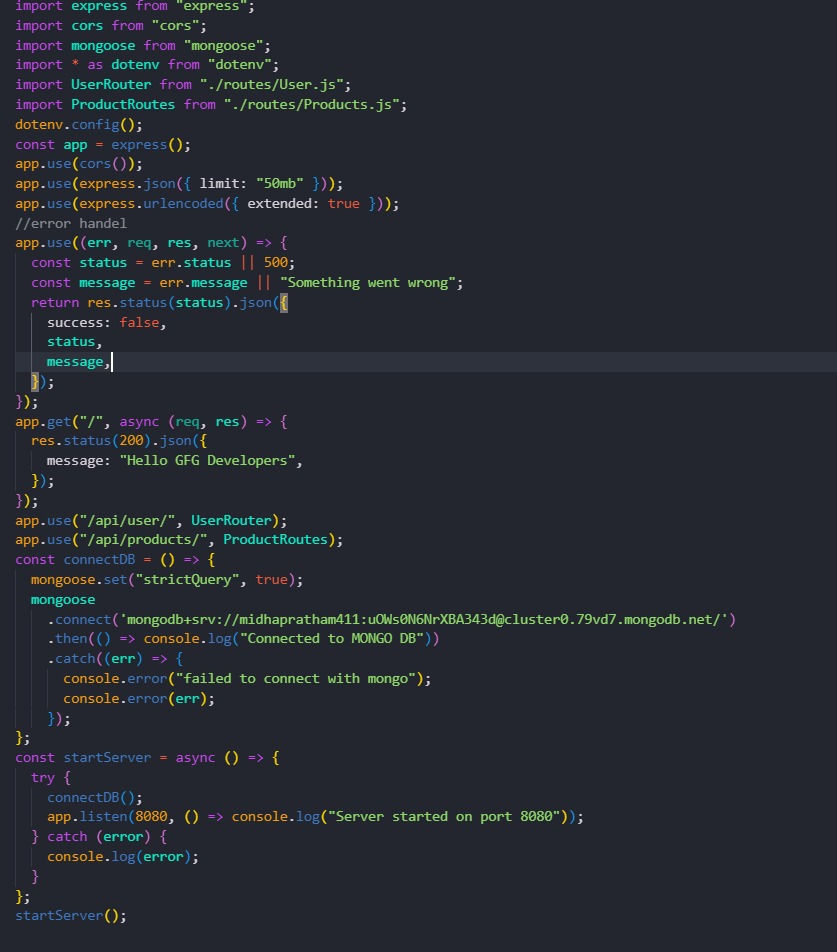 import express from "express";
import cors from "cors";
import mongoose from "mongoose";
import * as dotenv from "dotenv";
import UserRouter from "./routes/User.js";
import ProductRoutes from "./routes/Products.js";
dotenv.config();
const app = express();
app.use(cors());
app.use(express.json({ limit: "50mb" }));
app.use(express.urlencoded({ extended: true }));
//error handel
app.use((err, req, res, next) => {
  const status = err.status || 500;
  const message = err.message || "Something went wrong";
  return res.status(status).json({
    success: false,
    status,
    message,
  });
});
app.get("/", async (req, res) => {
  res.status(200).json({
    message: "Hello GFG Developers",
  });
});
app.use("/api/user/", UserRouter);
app.use("/api/products/", ProductRoutes);
const connectDB = () => {
  mongoose.set("strictQuery", true);
  mongoose
    .connect('mongodb+srv://midhapratham411:uOWs0N6NrXBA343d@cluster0.79vd7.mongodb.net/')
    .then(() => console.log("Connected to MONGO DB"))
    .catch((err) => {
      console.error("failed to connect with mongo");
      console.error(err);
    });
};
const startServer = async () => {
  try {
    connectDB();
    app.listen(8080, () => console.log("Server started on port 8080"));
  } catch (error) {
    console.log(error);
  }
};
startServer();